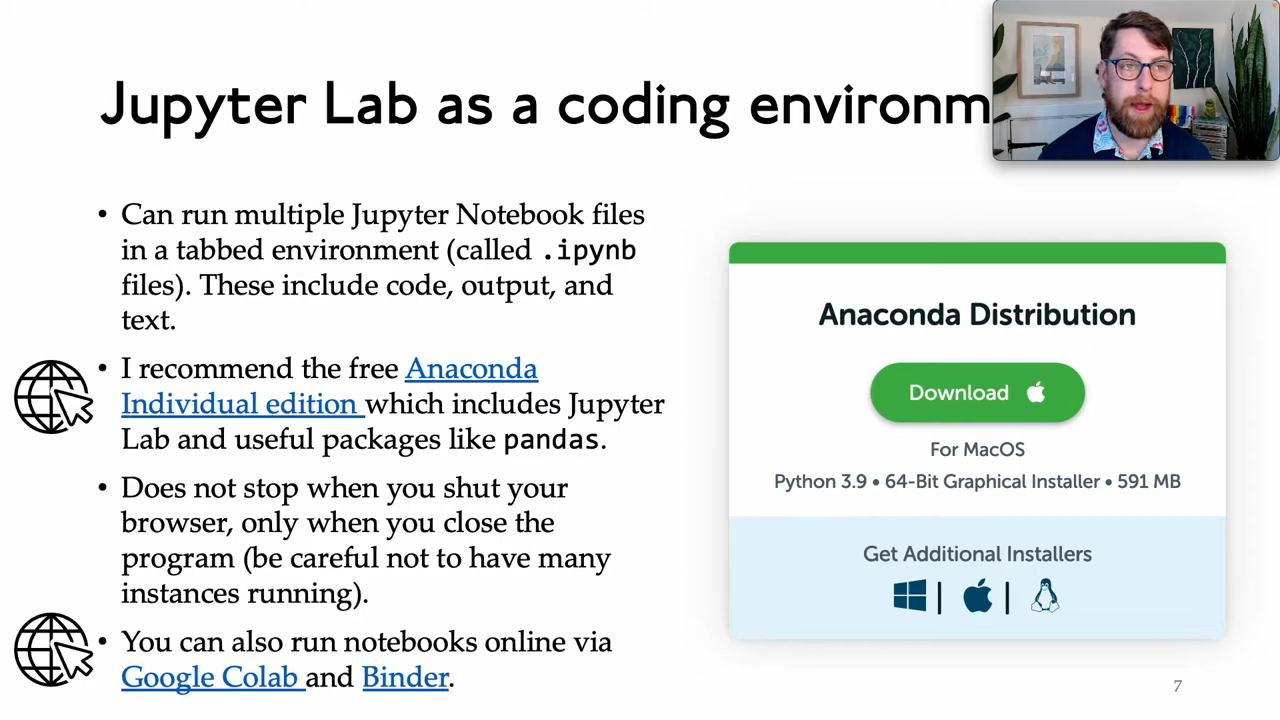 Jupyter Lab as a coding environm
• Can run multiple Jupyter Notebook files
in a tabbed environment (called .ipynb
files). These include code, output, and
text.
• I recommend the free Anaconda
Individual edition which includes Jupyter
Lab and useful packages like pandas.
• Does not stop when you shut your
browser, only when you close the
program (be careful not to have many
instances running).
• You can also run notebooks online via
Google Colab and Binder.
Anaconda Distribution
Download
For MacOS
Python 3.9 • 64-Bit Graphical Installer • 591 MB
Get Additional Installers
7